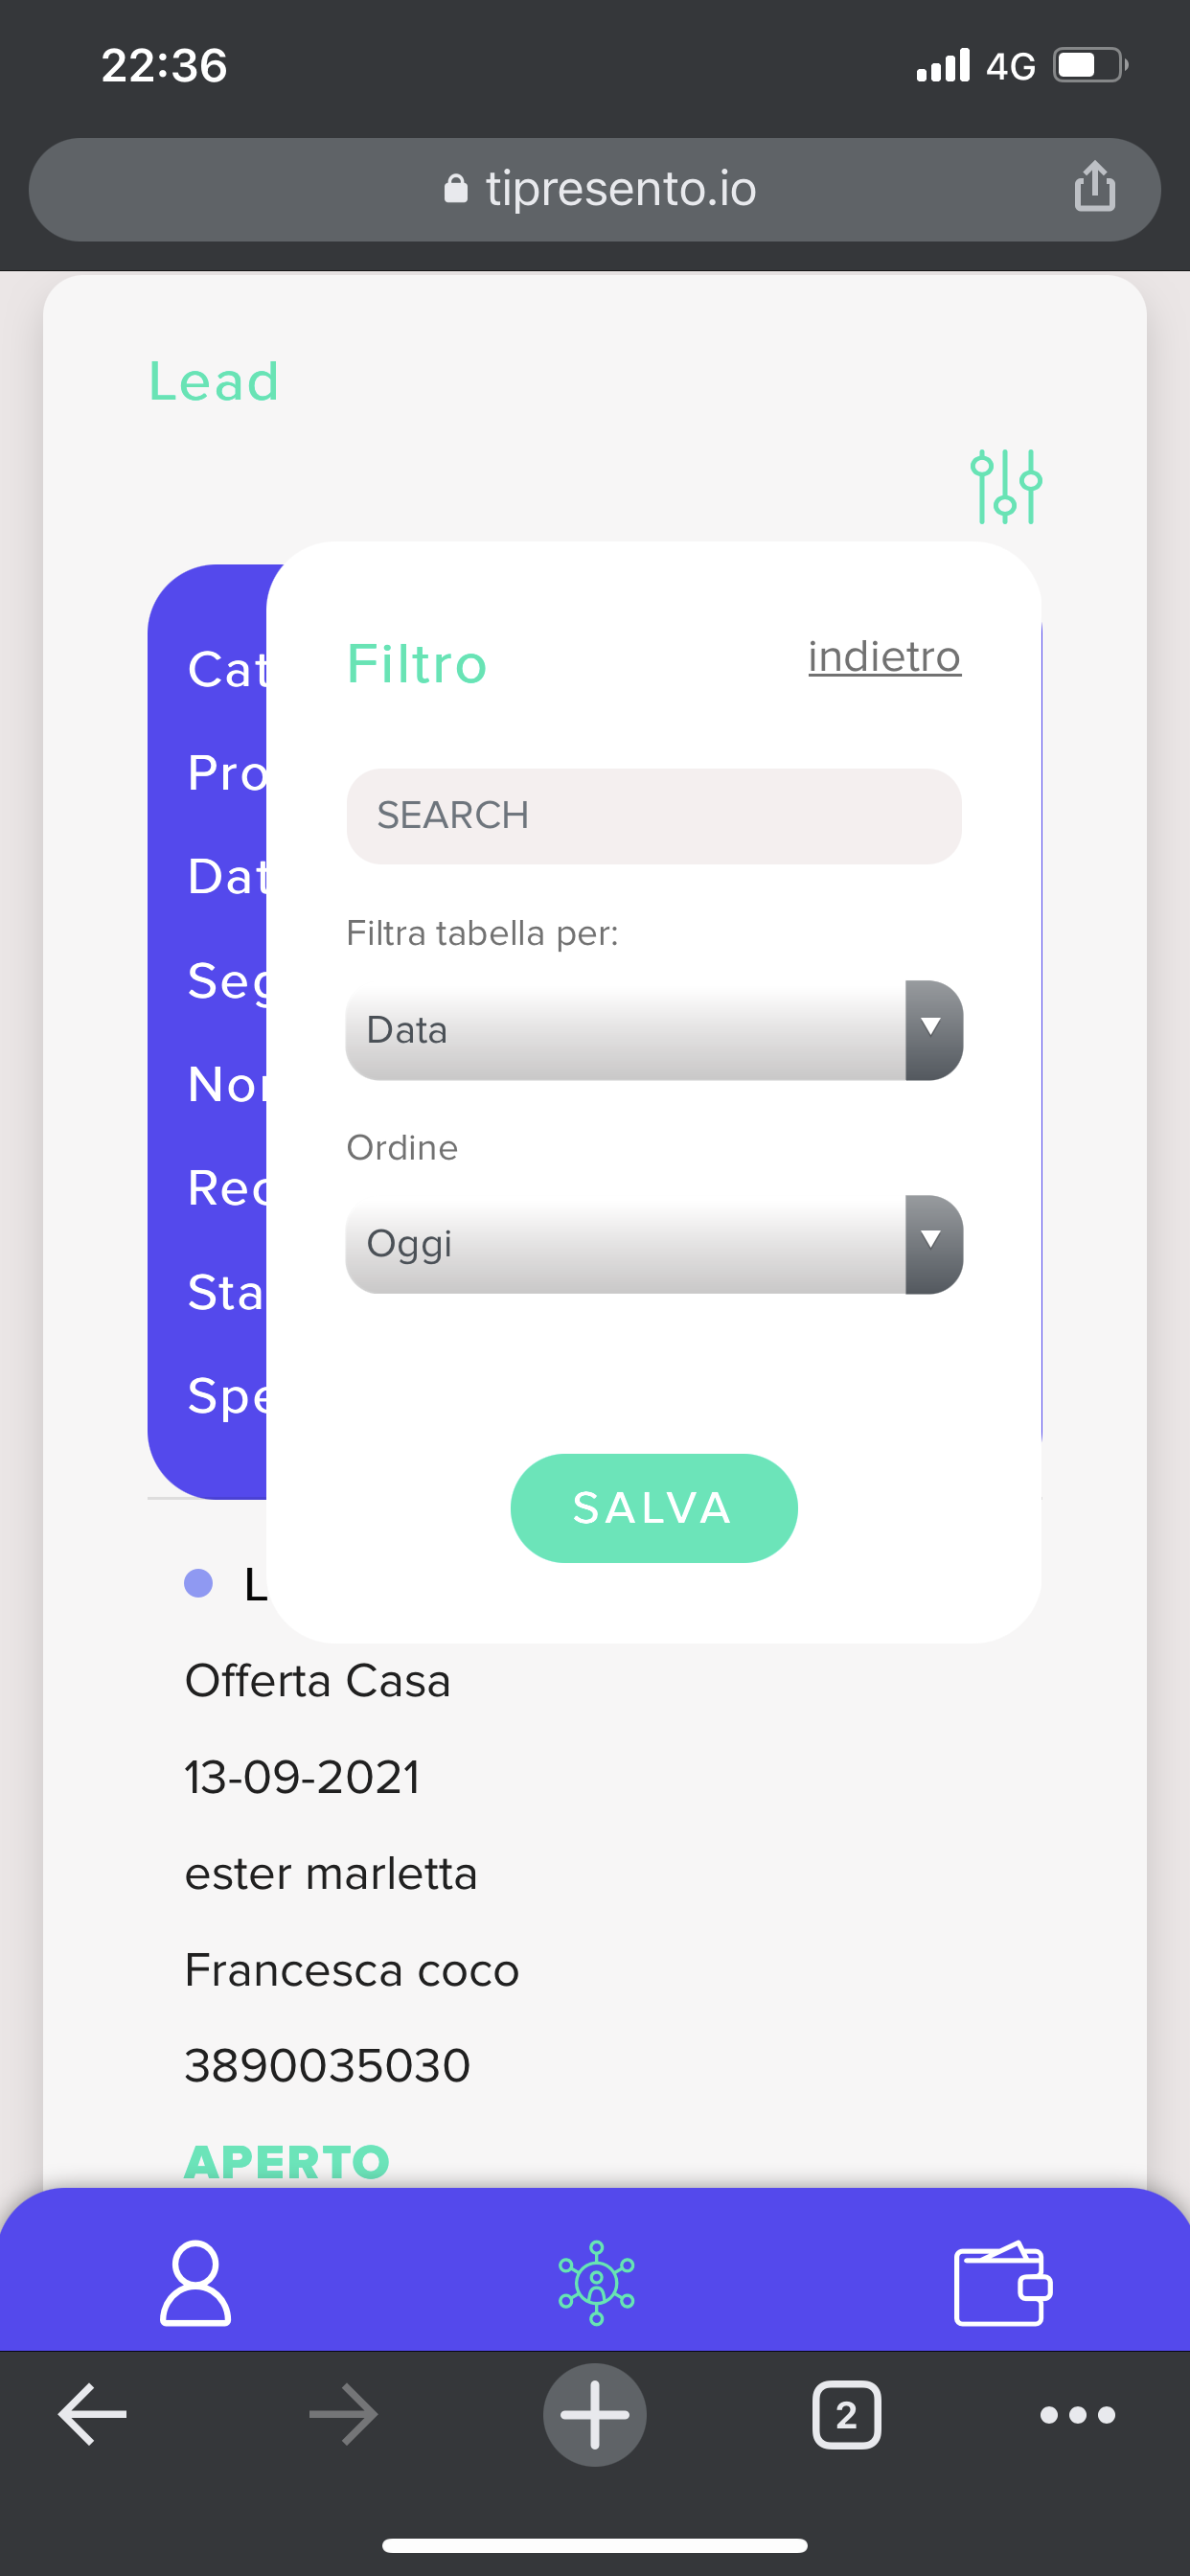 22:36
4G
tipresento.io
Lead
Filtro
indietro
Cat
Pro
Dat
Seg
Nor
Rec
Sta
Spe
SEARCH
Filtra tabella per:
Data
Ordine
Oggi
SALVA
L
Offerta Casa
13-09-2021
ester marletta
Francesca coco
3890035030
APERTO
2